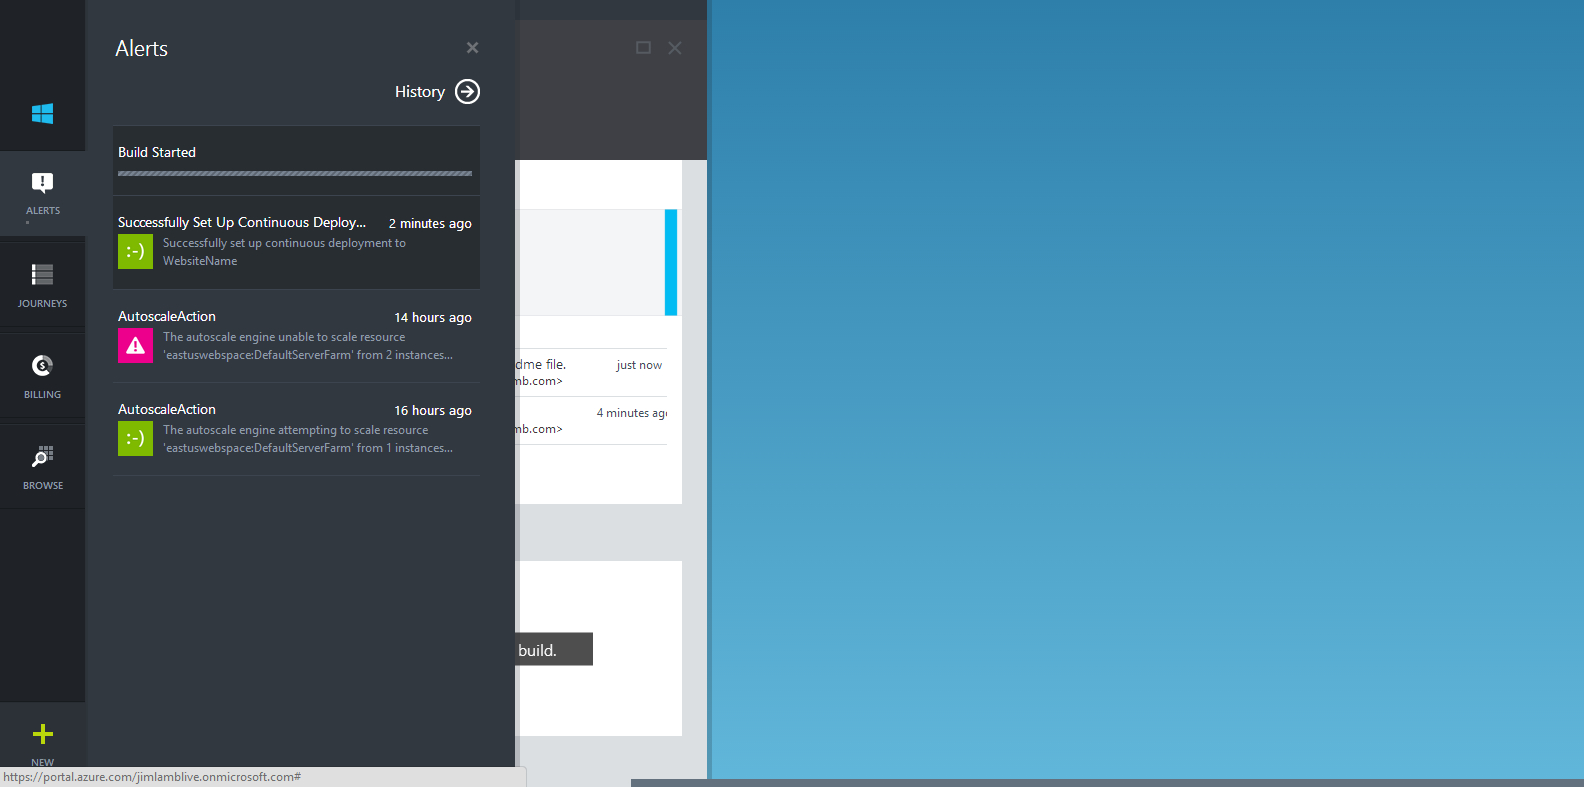 Alerts
History
Build Started
Successfully Set Up Continuous Deploy... 2 minutes ago
:-) Successfully set up continuous deployment to
WebsiteName
AutoscaleAction 14 hours ago
The autoscale engine unable to scale resource
'eastuswebspace:DefaultServerFarm' from 2 instances...
AutoscaleAction 16 hours ago
:-) The autoscale engine attempting to scale resource
'eastuswebspace:DefaultServerFarm' from 1 instances...
ALERTS
JOURNEYS
BILLING
BROWSE
NEW
dme file. just now
mb.com>
4 minutes ago
mb.com>
build.
https://portal.azure.com/jimlamblive.onmicrosoft.com#